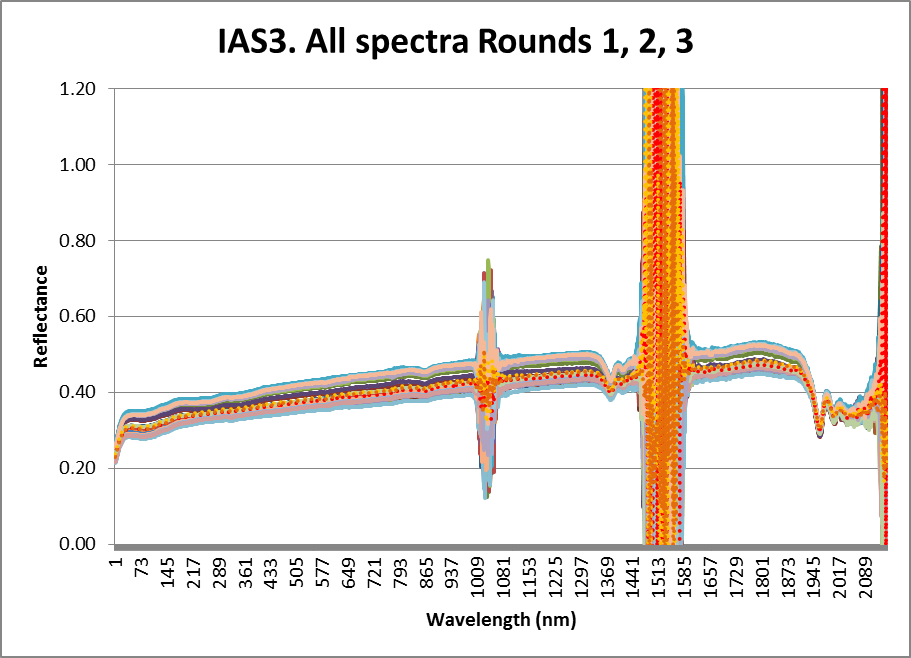 IAS3. All spectra Rounds 1, 2, 3
1.20
1.00
0.80
0.60
0.40
0.20
0.00
Reflectance
1 73 145 217 289 361 433 505 577 649 721 793 865 937 1009 1081 1153 1225 1297 1369 1441 1513 1585 1657 1729 1801 1873 1945 2017 2089
Wavelength (nm)